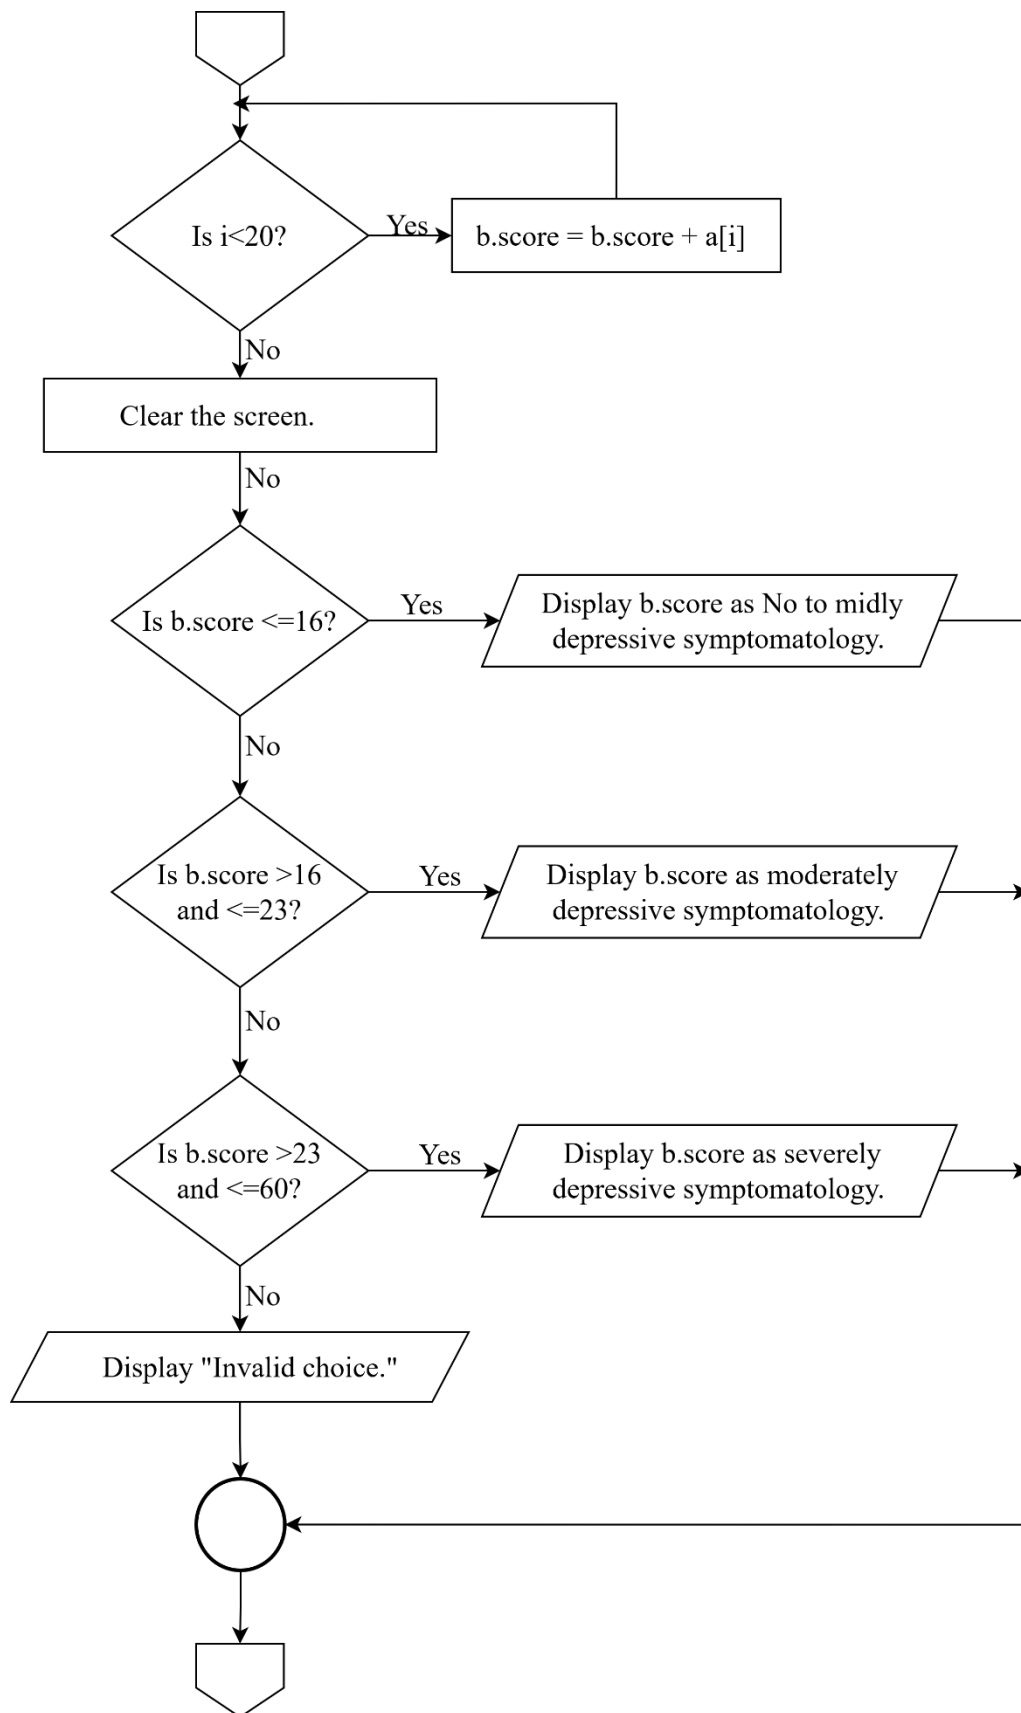 Is i<20?
Yes
b.score = b.score + a[i]
No
Clear the screen.
No
Is b.score <=16?
Yes
Display b.score as No to midly
depressive symptomatology.
No
Is b.score >16
and <=23?
Yes
Display b.score as moderately
depressive symptomatology.
No
Is b.score >23
and <=60?
Yes
Display b.score as severely
depressive symptomatology.
No
Display "Invalid choice."